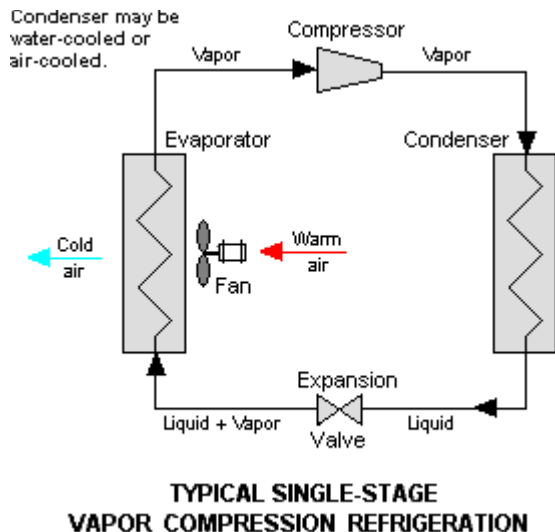 Condenser may be
water-cooled or
air-cooled.
Compressor
Vapor
Vapor
Evaporator
Condenser
Cold
air
Warm
air
Fan
Expansion
Valve
Liquid + Vapor
Liquid
TYPICAL SINGLE-STAGE
VAPOR COMPRESSION REFRIGERATION